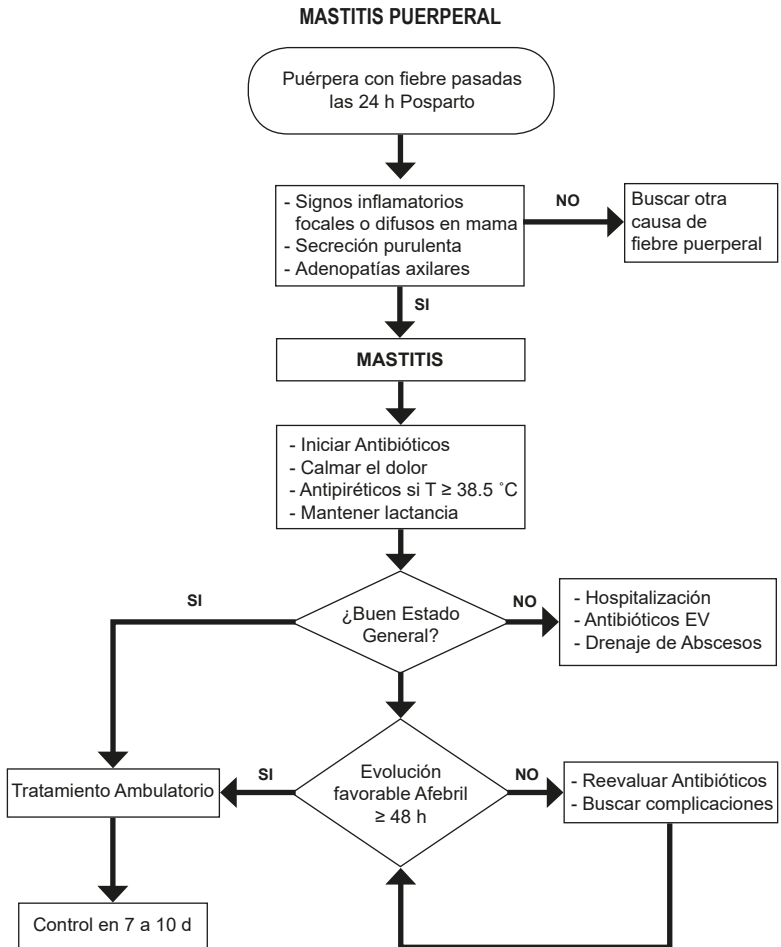 MASTITIS PUERPERAL
Puérpera con fiebre pasadas
las 24 h Posparto
- Signos inflamatorios
focales o difusos en mama
- Secreción purulenta
- Adenopatías axilares
NO
Buscar otra
causa de
fiebre puerperal
SI
MASTITIS
- Iniciar Antibióticos
- Calmar el dolor
- Antipiréticos si T ≥ 38.5 ˚C
- Mantener lactancia
SI
¿Buen Estado
General?
NO
- Hospitalización
- Antibióticos EV
- Drenaje de Abscesos
Tratamiento Ambulatorio
SI
Evolución
favorable Afebril
≥ 48 h
NO
- Reevaluar Antibióticos
- Buscar complicaciones
Control en 7 a 10 d